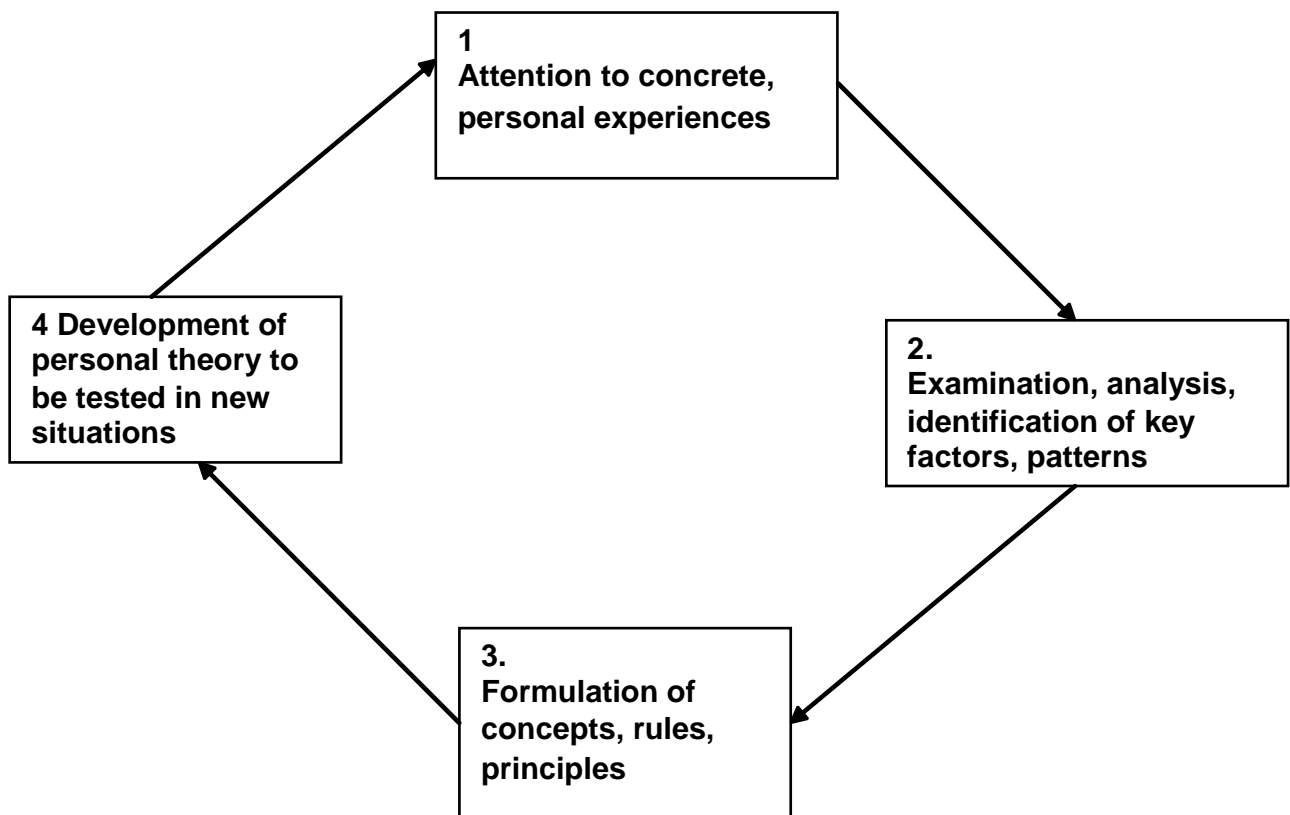 1
Attention to concrete,
personal experiences
2.
Examination, analysis,
identification of key
factors, patterns
3.
Formulation of
concepts, rules,
principles
4 Development of
personal theory to
be tested in new
situations